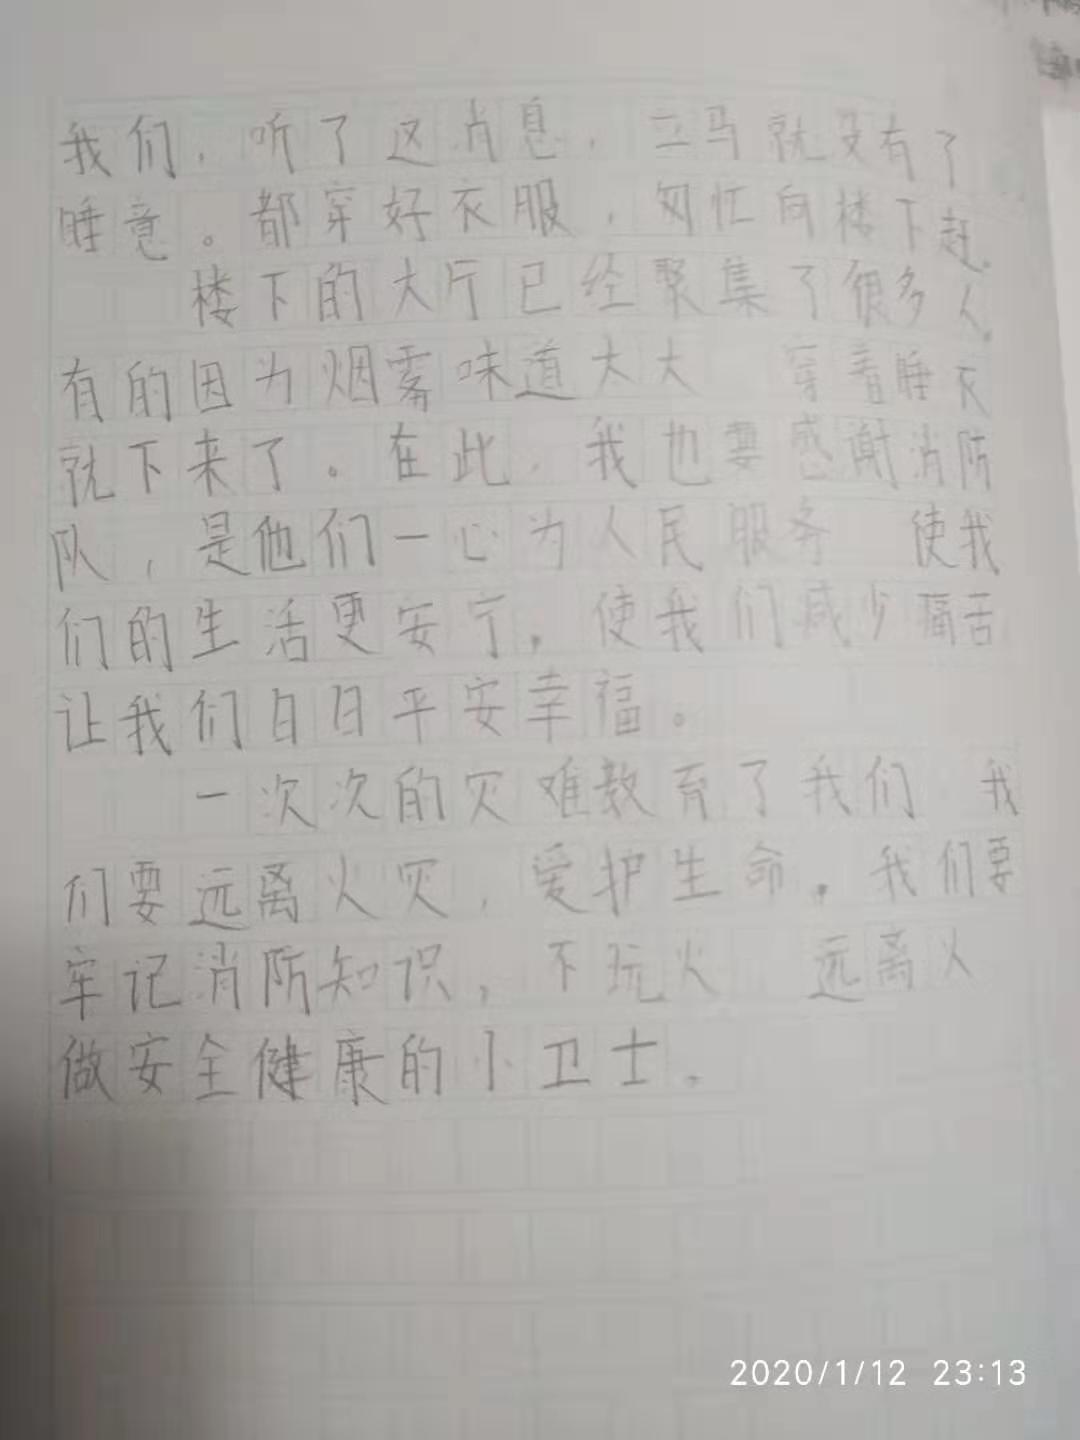 我们，听了这消息，立马就没有了
睡意。都穿好衣服，匆忙向楼下赶。
楼下的大厅已经聚集了很多人。
有的因为烟雾味道太大 穿着睡衣
就下来了。在此，我也要感谢消防
队，是他们一心为人民服务 使我
们的生活更安宁，使我们减少痛苦
让我们日日平安幸福。
一次次的灾难教育了我们 我
们要远离火灾，爱护生命。我们要
牢记消防知识，不玩火 远离火
做安全健康的小卫士。
2020/1/12 23:13